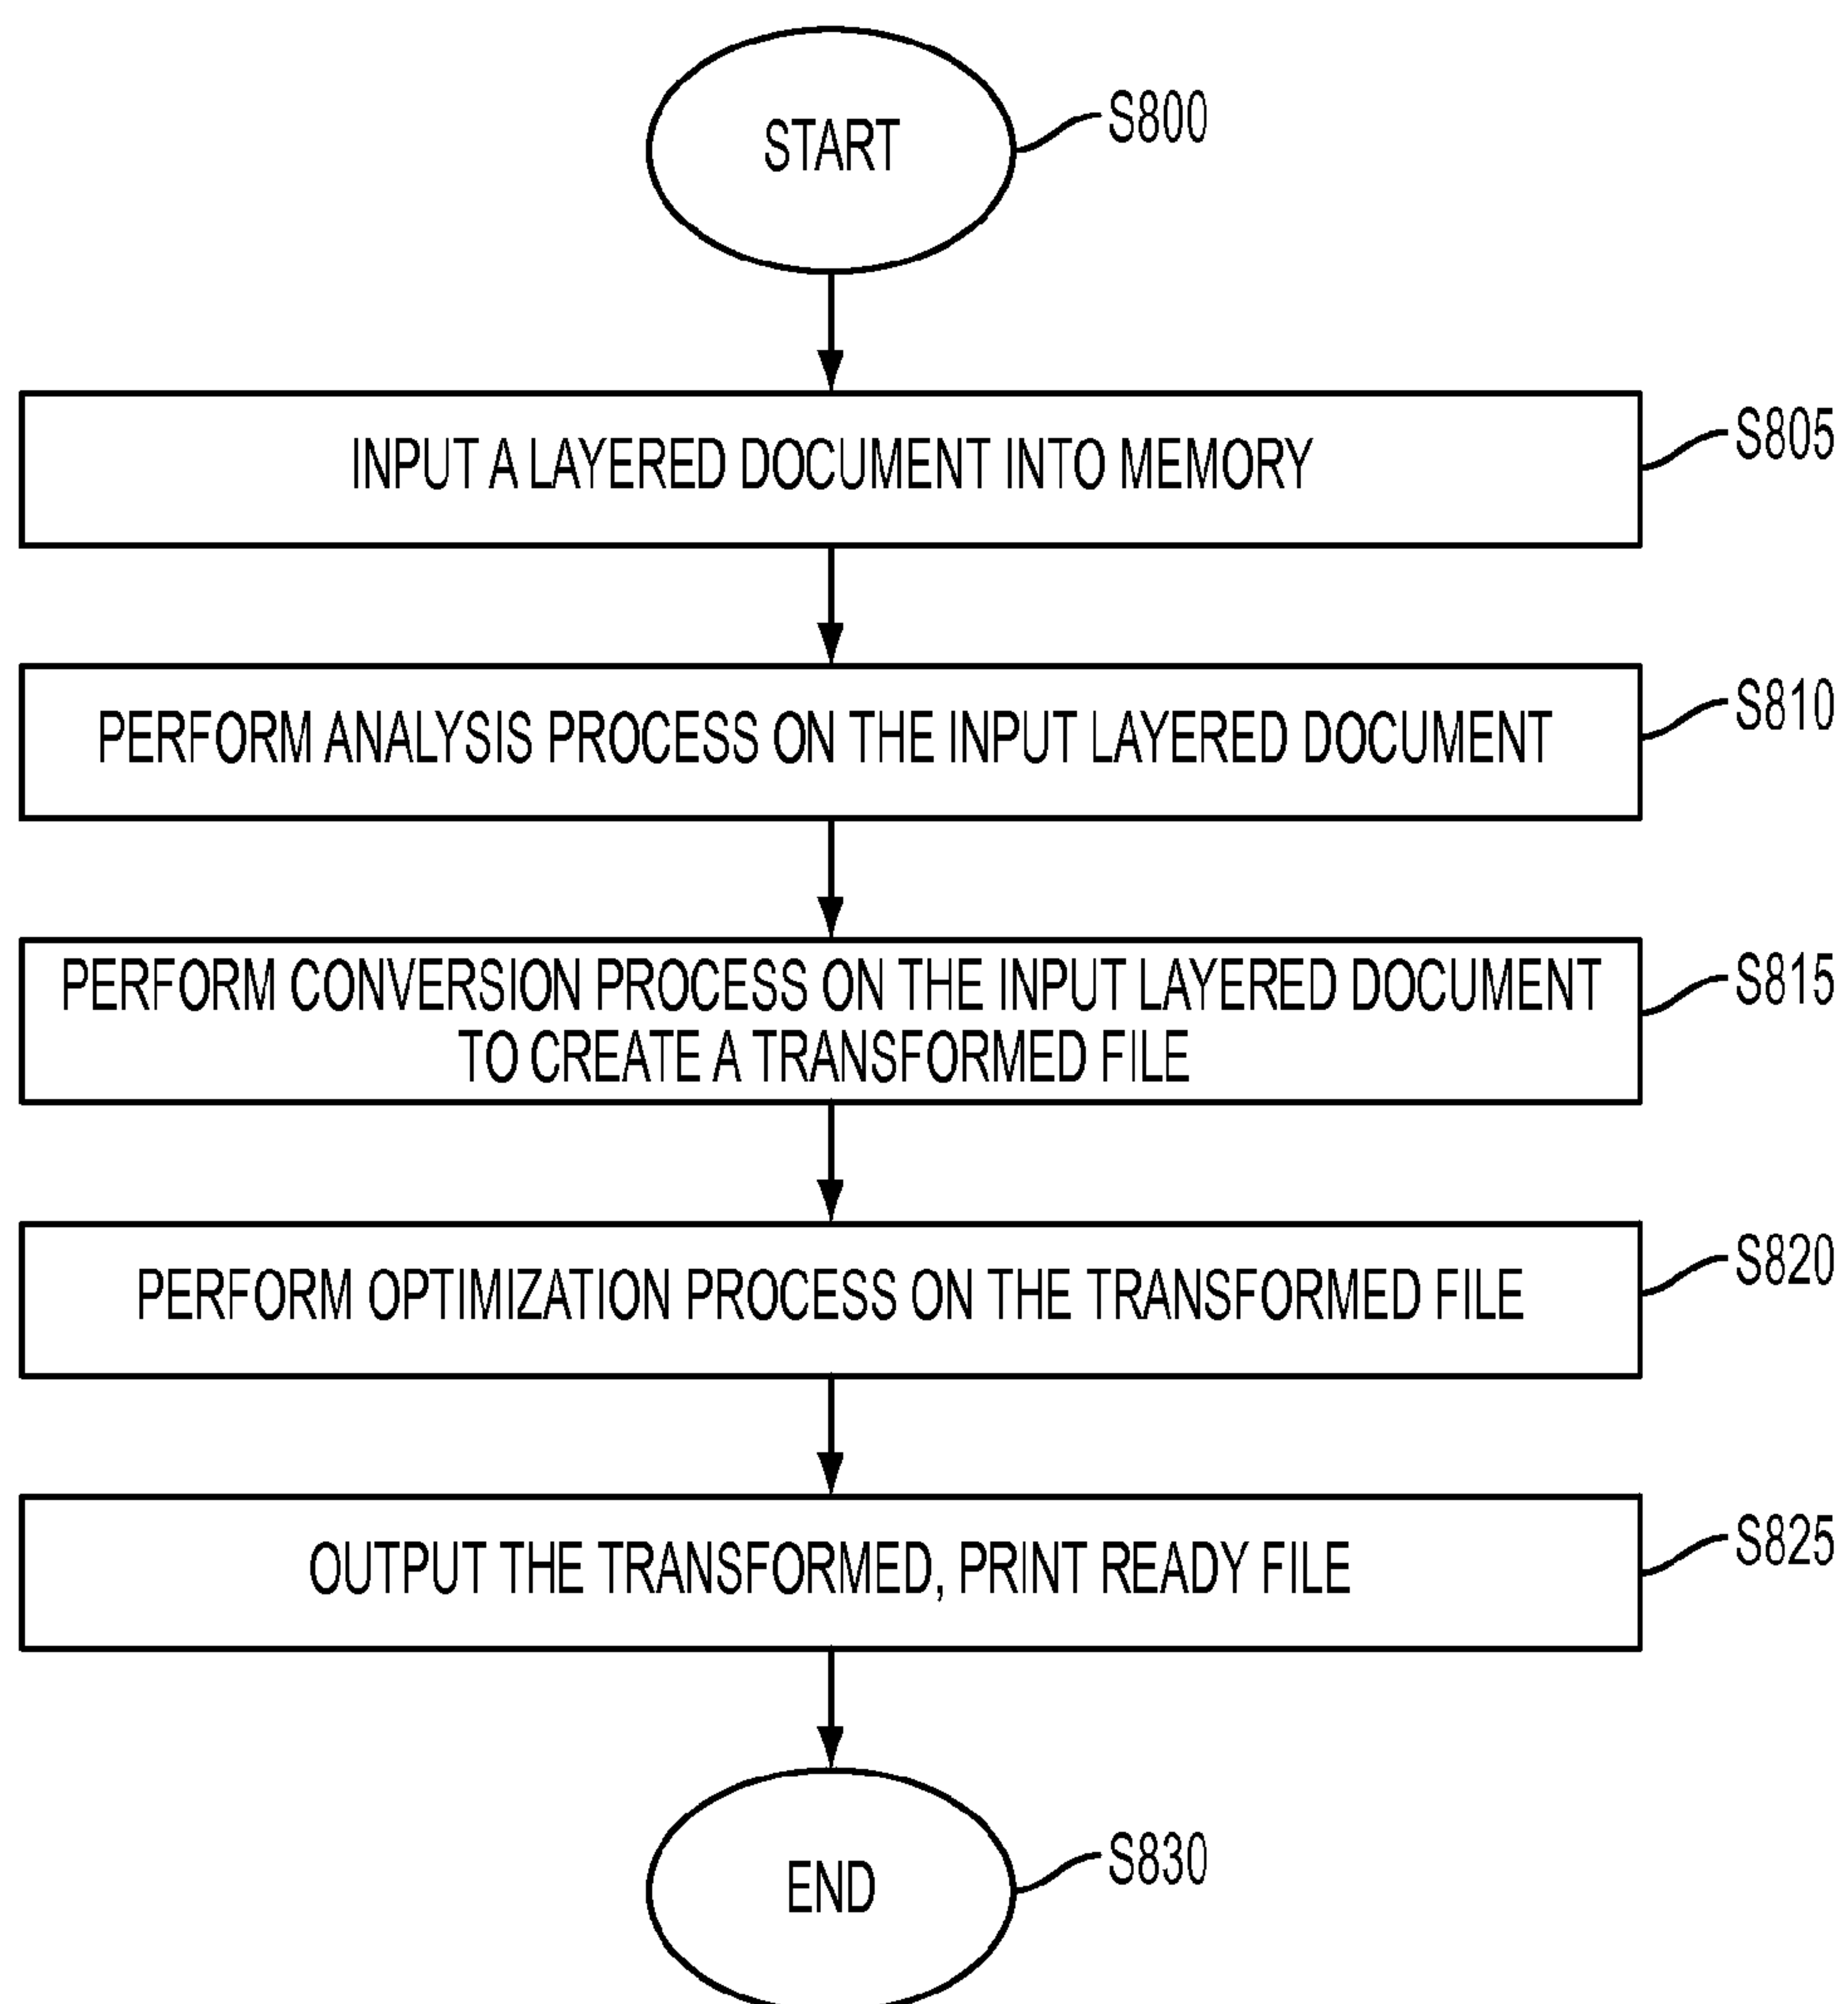 START
S800
INPUT A LAYERED DOCUMENT INTO MEMORY
S805
PERFORM ANALYSIS PROCESS ON THE INPUT LAYERED DOCUMENT
S810
PERFORM CONVERSION PROCESS ON THE INPUT LAYERED DOCUMENT
TO CREATE A TRANSFORMED FILE
S815
PERFORM OPTIMIZATION PROCESS ON THE TRANSFORMED FILE
S820
OUTPUT THE TRANSFORMED, PRINT READY FILE
S825
END
S830